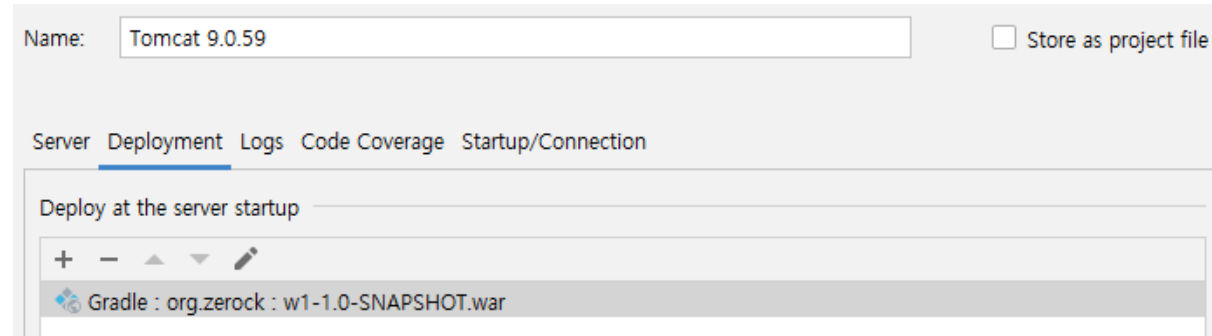 Name: Tomcat 9.0.59 Store as project file
Server Deployment Logs Code Coverage Startup/Connection
Deploy at the server startup
Gradle : org.zerock : w1-1.0-SNAPSHOT.war